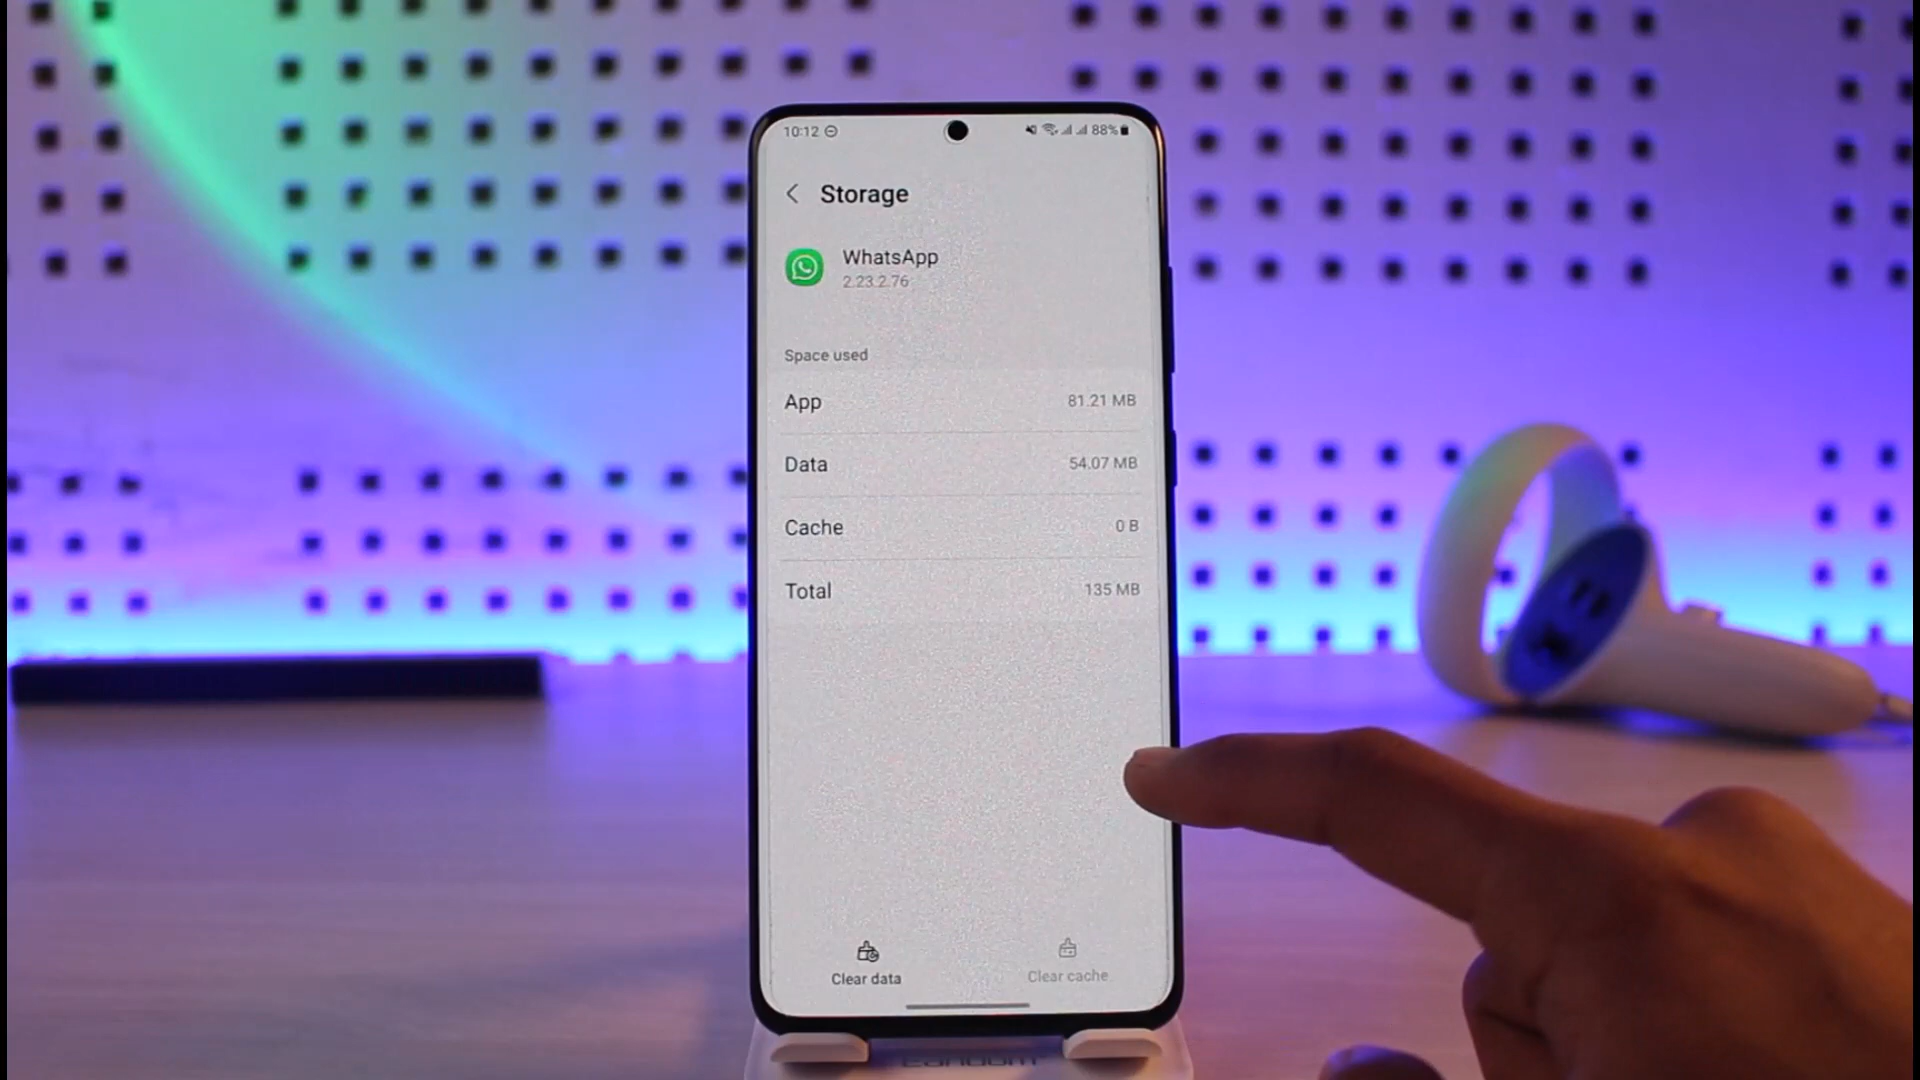 10:12
88%
Storage
WhatsApp
2.23.2.76
Space used
App 81.21 MB
Data 54.07 MB
Cache 0 B
Total 135 MB
Clear data
Clear cache